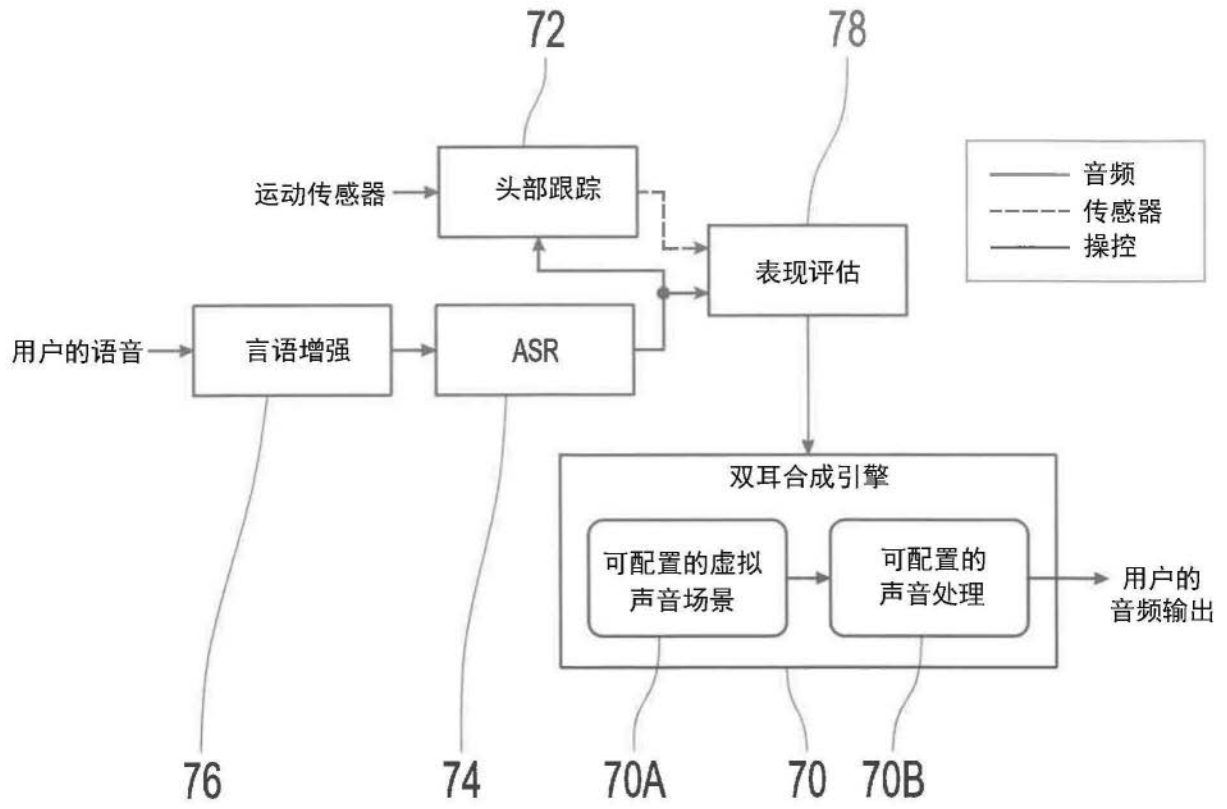 72
78
运动传感器
头部跟踪
音频
传感器
操控
表现评估
用户的语音
言语增强
ASR
双耳合成引擎
可配置的虚拟
声音场景
可配置的
声音处理
用户的
音频输出
76
74
70A
70
70B